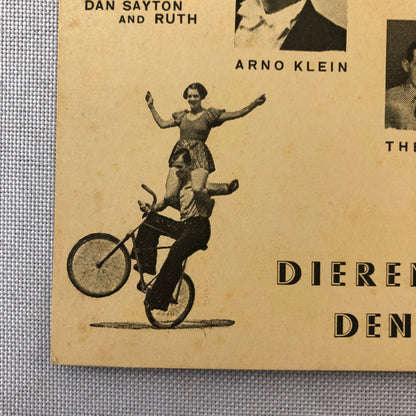 DAN SAYTON
AND RUTH
ARNO KLEIN
THE
DIEREN
DEN